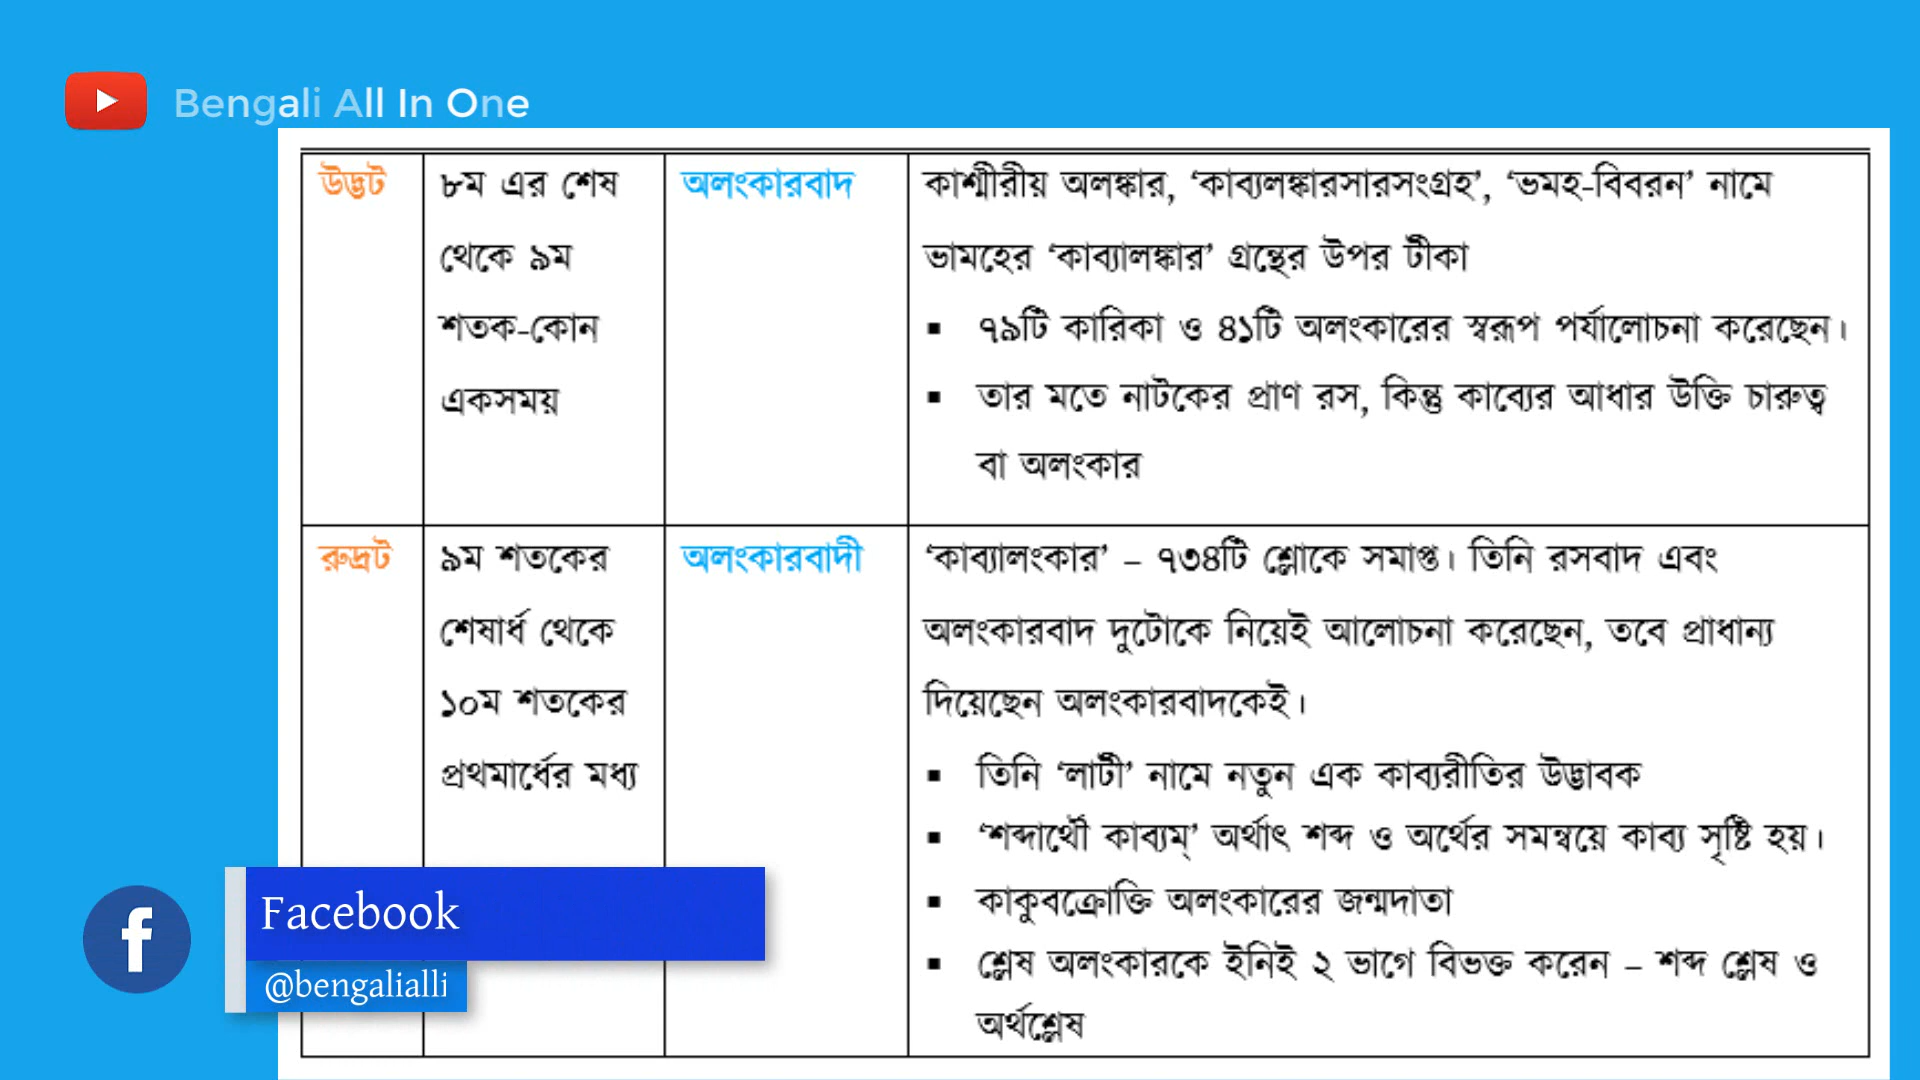 Bengali All In One
উদ্ভট
৮ম এর শেষ
থেকে ৯ম
শতক-কোন
একসময়
অলংকারবাদ
কাশ্মীরীয় অলঙ্কার, ‘কাব্যলঙ্কারসারসংগ্রহ’, ‘ভমহ-বিবরন’ নামে
ভামহের ‘কাব্যালঙ্কার’ গ্রন্থের উপর টীকা
▪ ৭৯টি কারিকা ও ৪১টি অলংকারের স্বরূপ পর্যালোচনা করেছেন।
▪ তার মতে নাটকের প্রাণ রস, কিন্তু কাব্যের আধার উক্তি চারুত্ব
বা অলংকার
রুদ্রট
৯ম শতকের
শেষার্ধ থেকে
১০ম শতকের
প্রথমার্ধের মধ্য
অলংকারবাদী
‘কাব্যালংকার’ – ৭৩৪টি শ্লোকে সমাপ্ত। তিনি রসবাদ এবং
অলংকারবাদ দুটোকে নিয়েই আলোচনা করেছেন, তবে প্রাধান্য
দিয়েছেন অলংকারবাদকেই।
▪ তিনি ‘লাটী’ নামে নতুন এক কাব্যরীতির উদ্ভাবক
▪ ‘শব্দার্থৌ কাব্যম্’ অর্থাৎ শব্দ ও অর্থের সমন্বয়ে কাব্য সৃষ্টি হয়।
▪ কাকুবক্রোক্তি অলংকারের জন্মদাতা
▪ শ্লেষ অলংকারকে ইনিই ২ ভাগে বিভক্ত করেন – শব্দ শ্লেষ ও
অর্থশ্লেষ
Facebook
@bengalialli